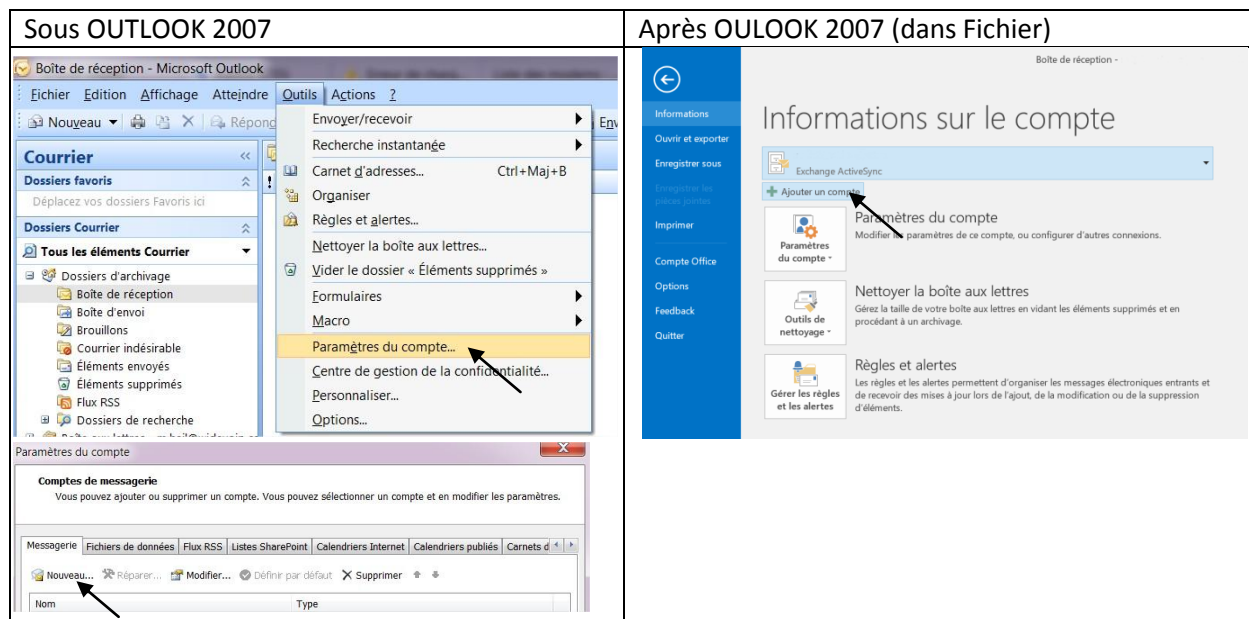 Sous OUTLOOK 2007
Boîte de réception - Microsoft Outlook
Fichier Edition Affichage Atteindre Outils Actions ?
Nouveau Répond
Courrier
Dossiers favoris
Déplacez vos dossiers Favoris ici
Dossiers Courrier
Tous les éléments Courrier
Dossiers d'archivage
Boîte de réception
Boîte d'envoi
Brouillons
Courrier indésirable
Éléments envoyés
Éléments supprimés
Flux RSS
Dossiers de recherche
Envoyer/recevoir
Recherche instantanée
Carnet d'adresses... Ctrl+Maj+B
Organiser
Règles et alertes...
Nettoyer la boîte aux lettres...
Vider le dossier « Éléments supprimés »
Formulaires
Macro
Paramètres du compte...
Centre de gestion de la confidentialité...
Personnaliser...
Options...
Paramètres du compte
Comptes de messagerie
Vous pouvez ajouter ou supprimer un compte. Vous pouvez sélectionner un compte et en modifier les paramètres.
Messagerie Fichiers de données Flux RSS Listes SharePoint Calendriers Internet Calendriers publiés Carnets d
Nouveau... Réparer... Modifier... Définir par défaut Supprimer
Nom Type
Après OULOOK 2007 (dans Fichier)
Boîte de réception -
Informations
Ouvrir et exporter
Enregistrer sous
Enregistrer les
pièces jointes
Imprimer
Compte Office
Options
Feedback
Quitter
Informations sur le compte
Exchange ActiveSync
Ajouter un compte
Paramètres
du compte
Paramètres du compte
Modifier les paramètres de ce compte, ou configurer d'autres connexions.
Outils de
nettoyage
Nettoyer la boîte aux lettres
Gérez la taille de votre boîte aux lettres en vidant les éléments supprimés et en
procédant à un archivage.
Gérer les règles
et les alertes
Règles et alertes
Les règles et les alertes permettent d'organiser les messages électroniques entrants et
de recevoir des mises à jour lors de l'ajout, de la modification ou de la suppression
d'éléments.